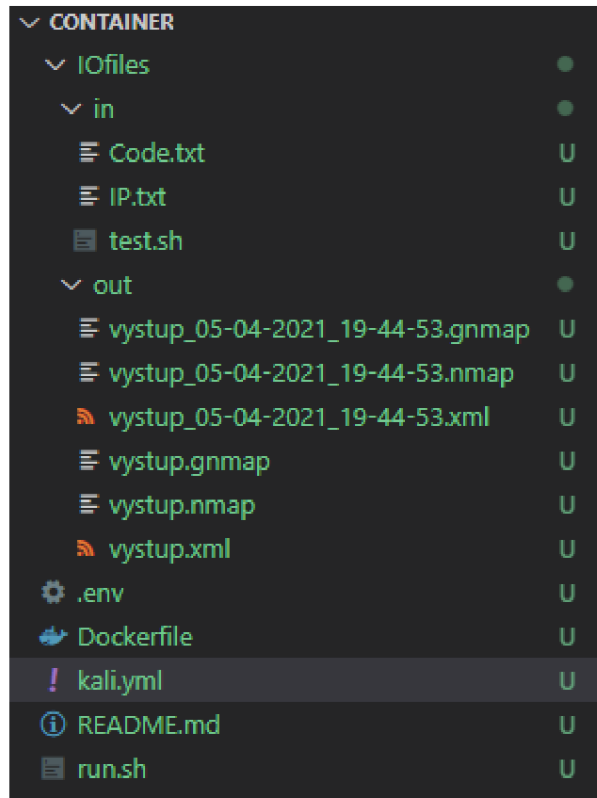 CONTAINER
IOfiles
in
Code.txt U
IP.txt U
test.sh U
out
vystup_05-04-2021_19-44-53.gnmap U
vystup_05-04-2021_19-44-53.nmap U
vystup_05-04-2021_19-44-53.xml U
vystup.gnmap U
vystup.nmap U
vystup.xml U
.env U
Dockerfile U
! kali.yml U
README.md U
run.sh U